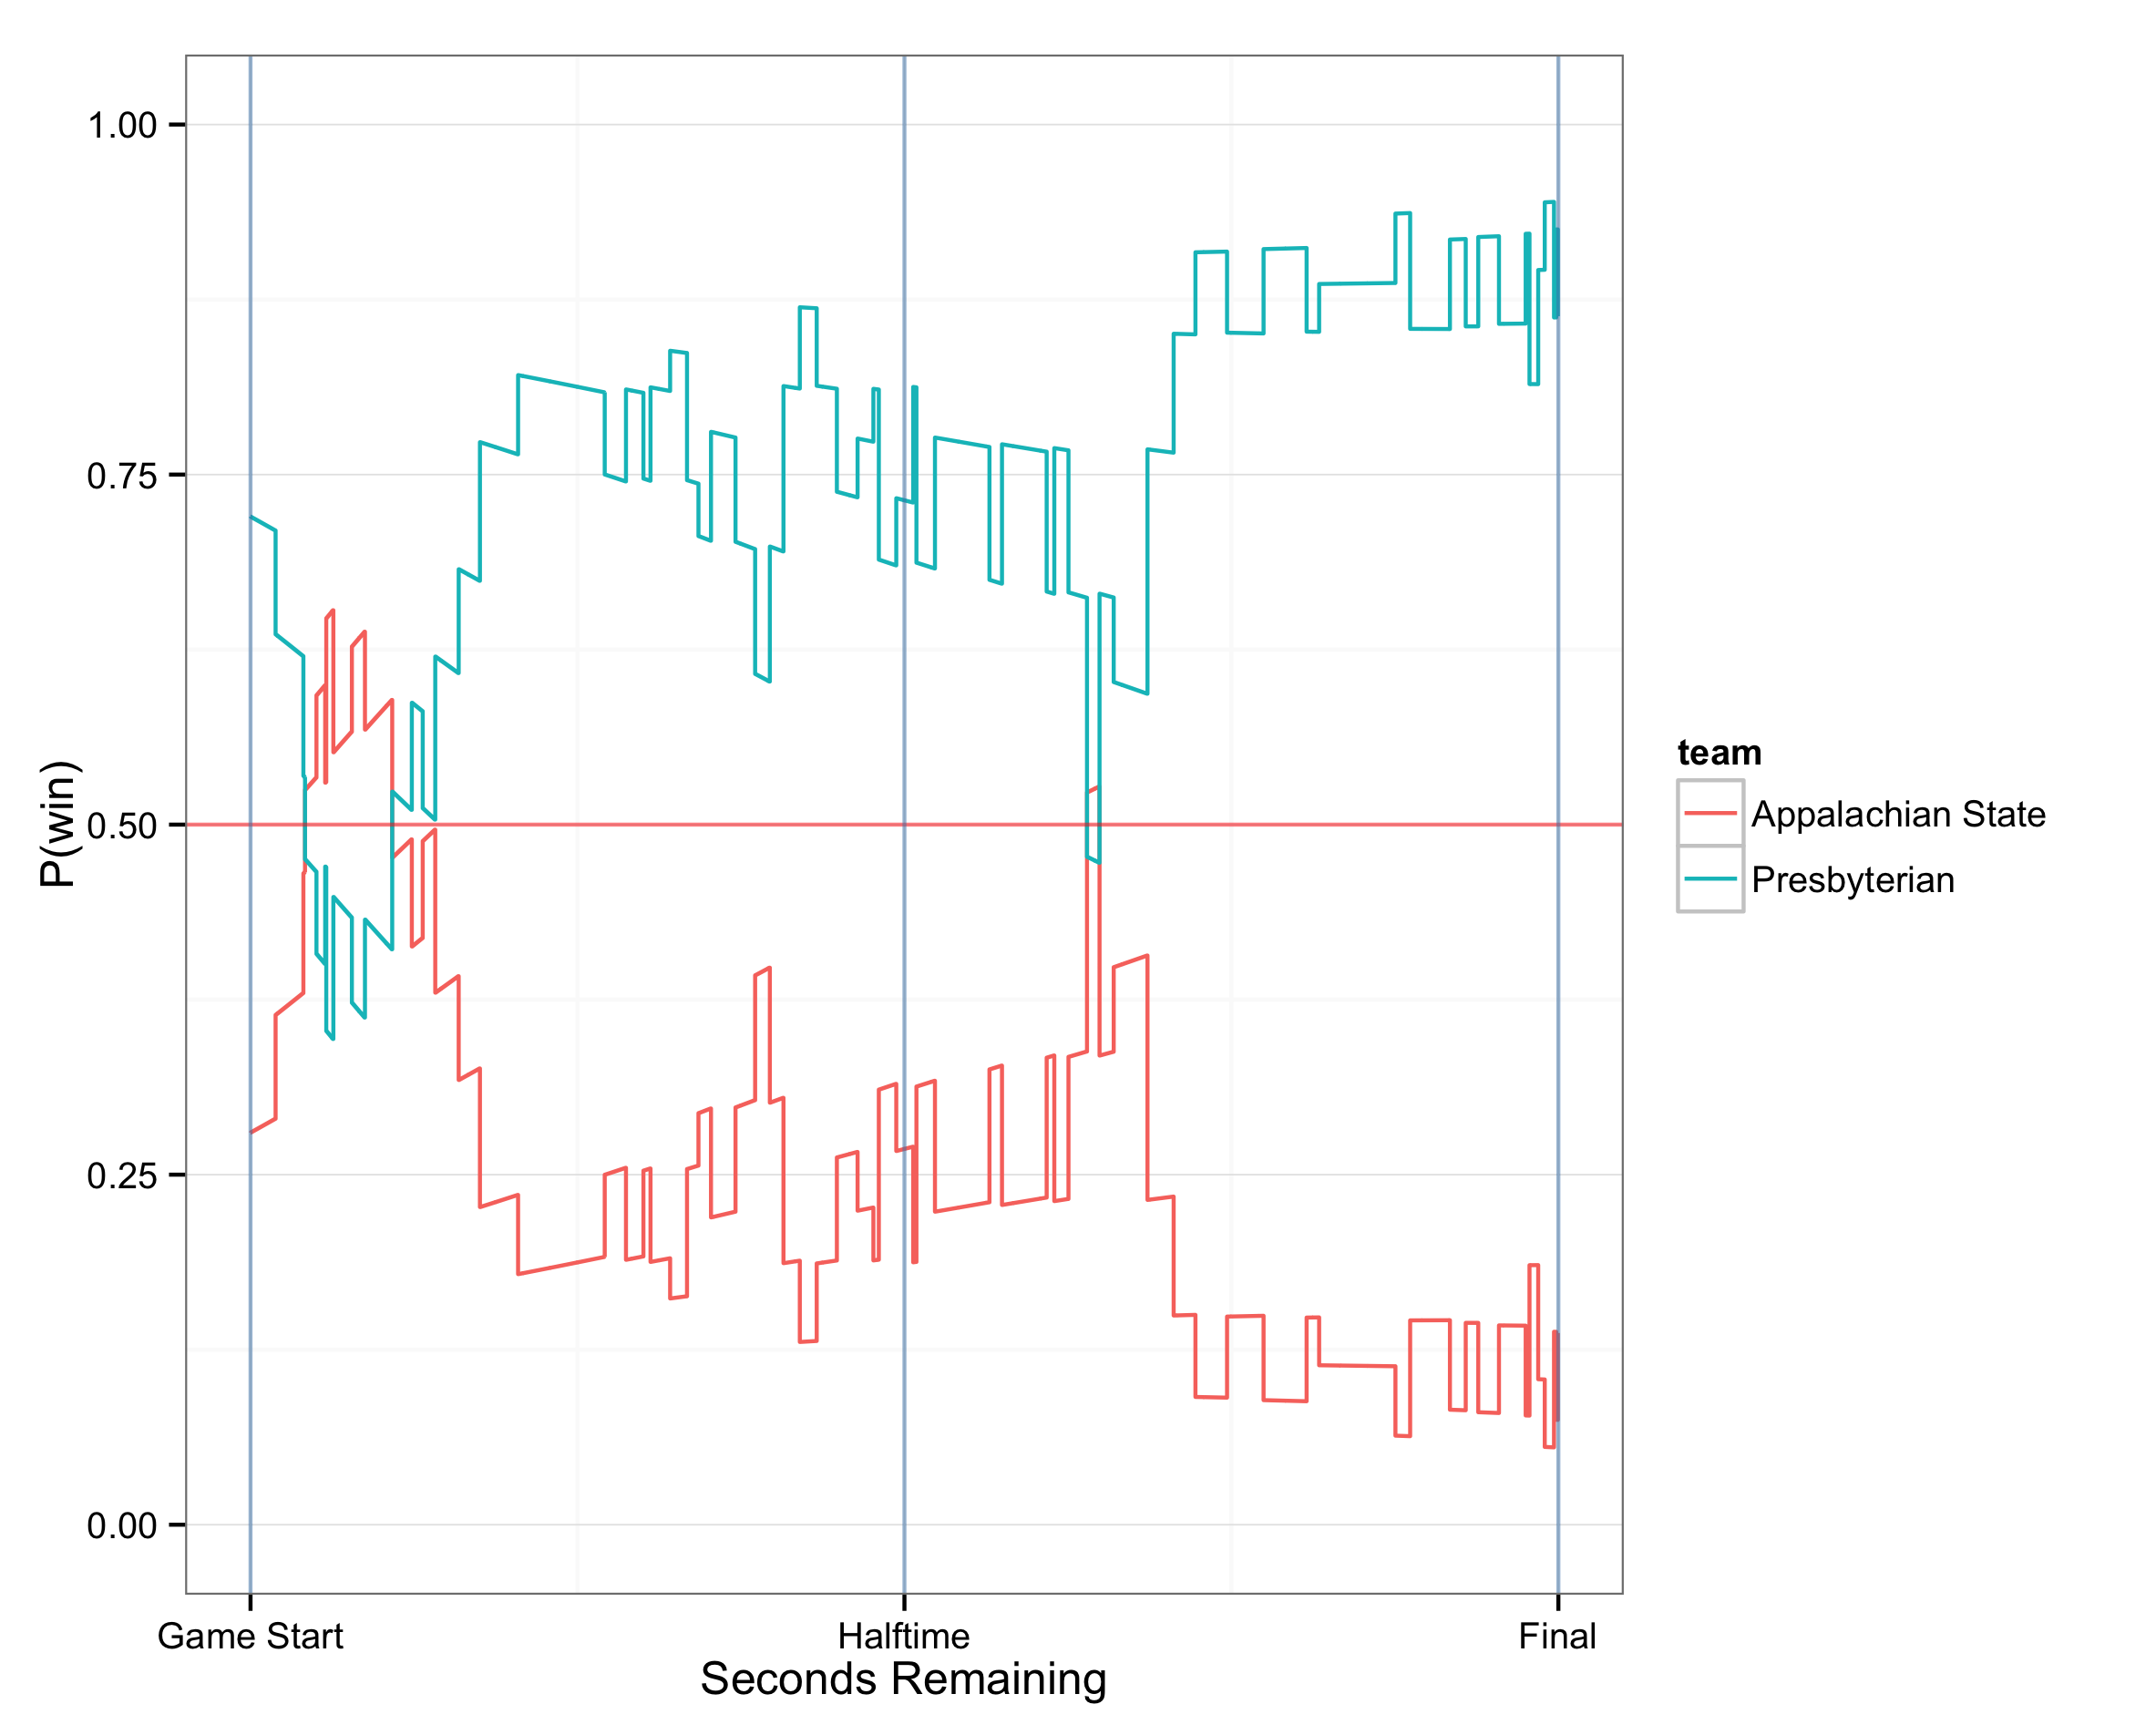 1.00
0.75
0.50
0.25
0.00
P(win)
Game Start
Halftime
Final
Seconds Remaining
team
Appalachian State
Presbyterian